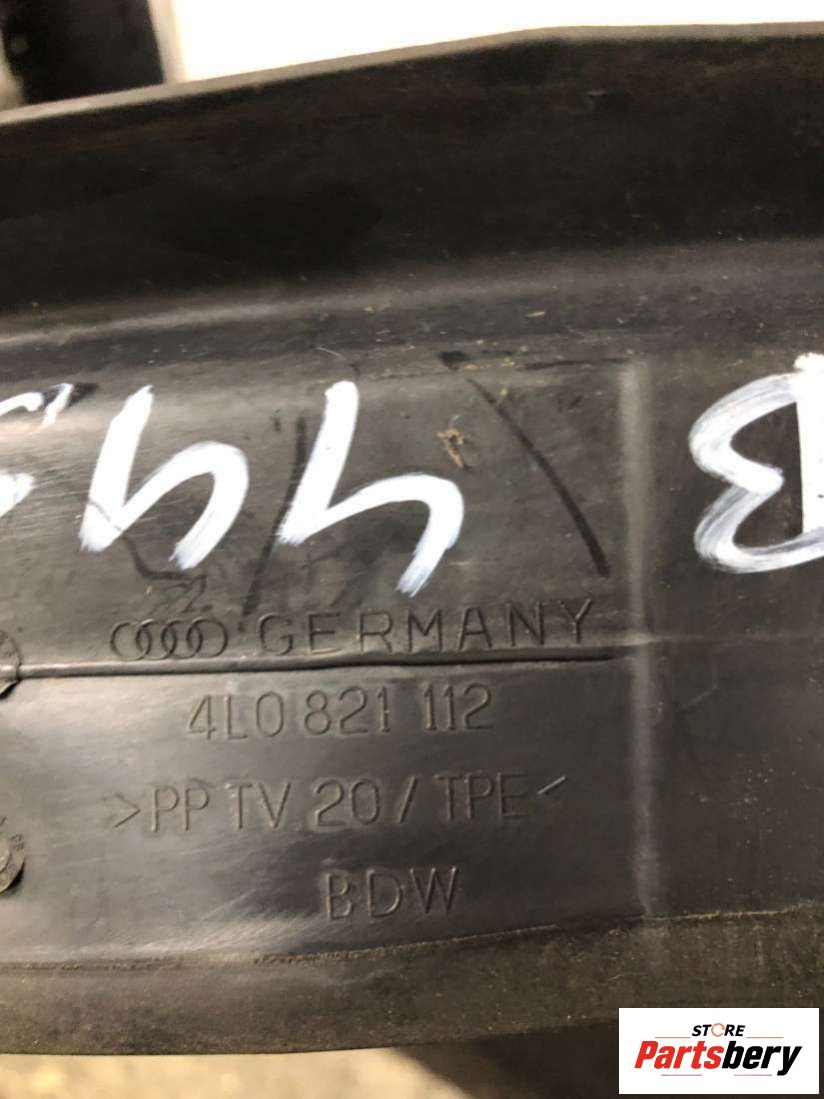 GERMANY
4L0 821 112
>PP TV 20 / TPE<
BDW
STORE
Partsbery